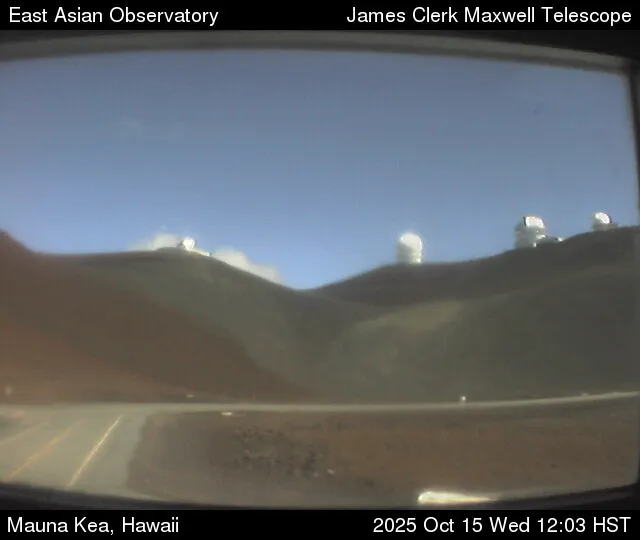 East Asian Observatory
James Clerk Maxwell Telescope
Mauna Kea, Hawaii
2025 Oct 15 Wed 12:03 HST